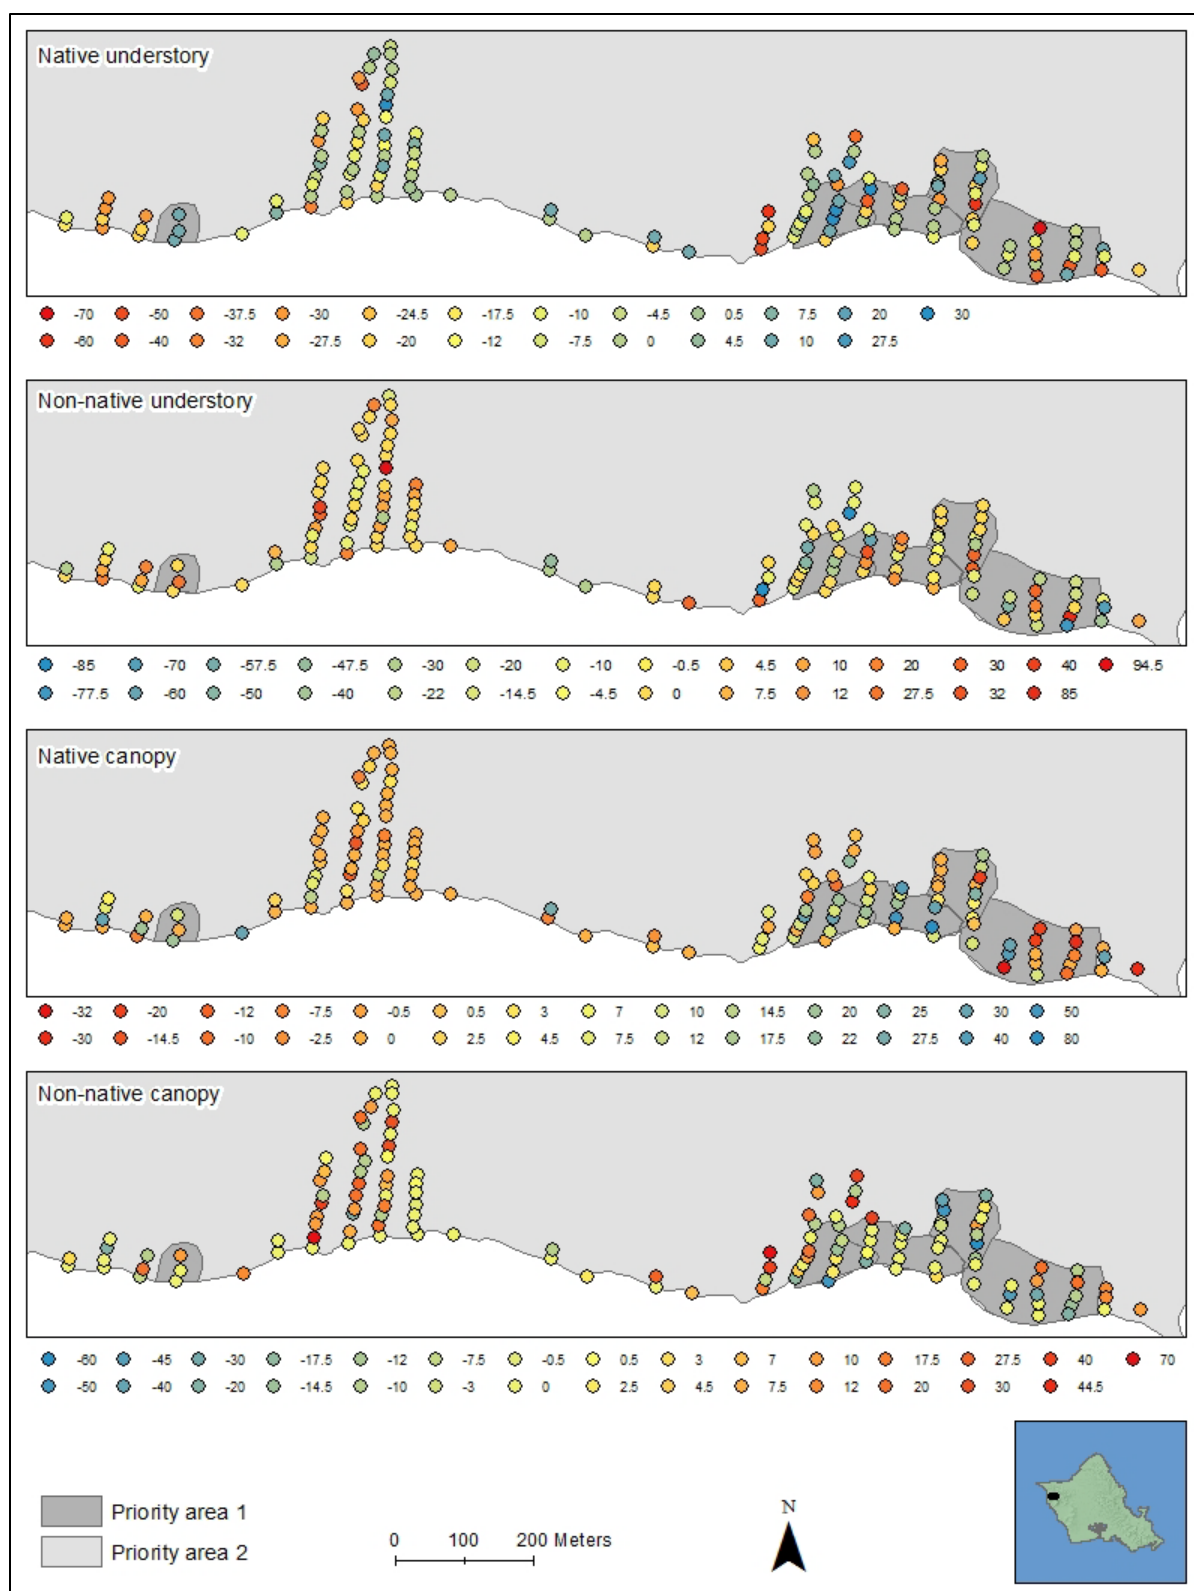 Native understory
-70 -50 -37.5 -30 -24.5 -17.5 -10 -4.5 0.5 7.5 20 30
-60 -40 -32 -27.5 -20 -12 -7.5 0 4.5 10 27.5
Non-native understory
-85 -70 -57.5 -47.5 -30 -20 -10 -0.5 4.5 10 20 30 40 94.5
-77.5 -60 -50 -40 -22 -14.5 -4.5 0 7.5 12 27.5 32 85
Native canopy
-32 -20 -12 -7.5 -0.5 0.5 3 7 10 14.5 20 25 30 50
-30 -14.5 -10 -2.5 0 2.5 4.5 7.5 12 17.5 22 27.5 40 80
Non-native canopy
-60 -45 -30 -17.5 -12 -7.5 -0.5 0.5 3 7 10 17.5 27.5 40 70
-50 -40 -20 -14.5 -10 -3 0 2.5 4.5 7.5 12 20 30 44.5
Priority area 1
Priority area 2
0 100 200 Meters
N